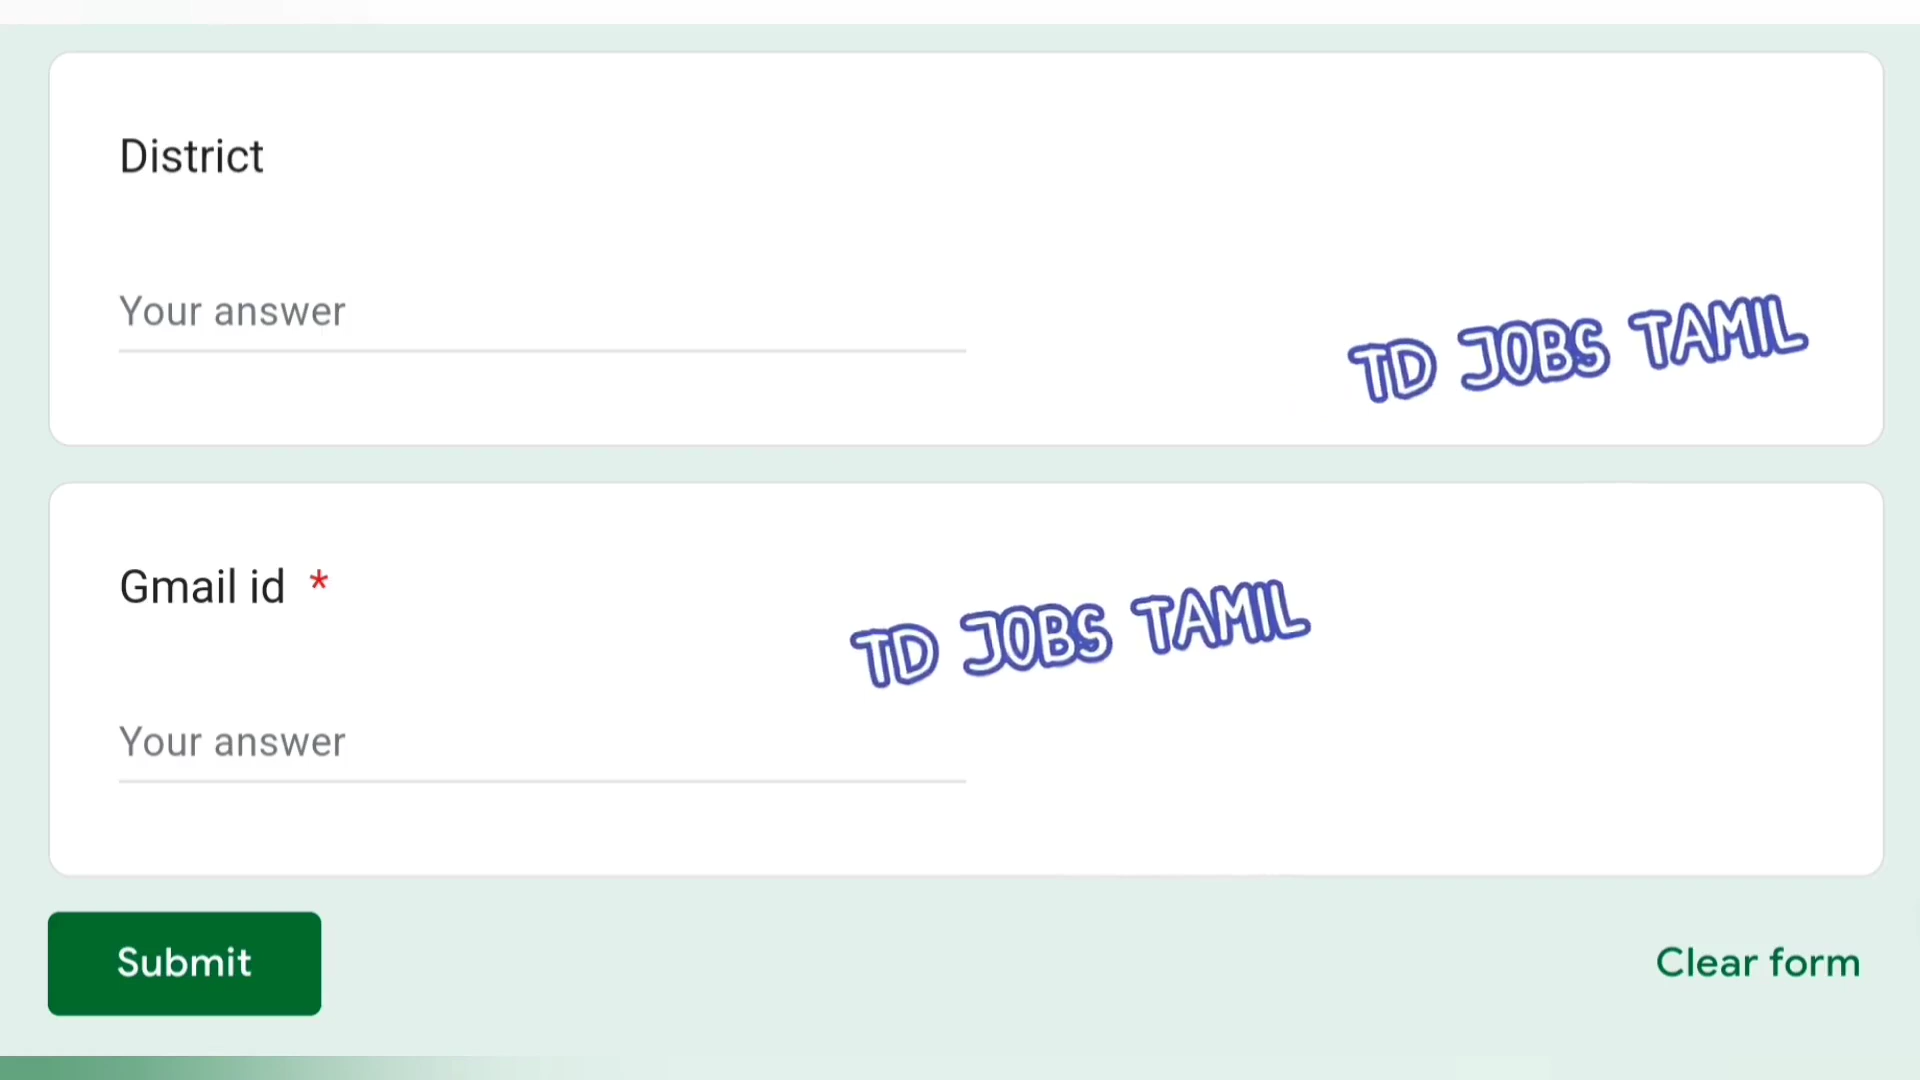 District
Your answer
TD JOBS TAMIL
Gmail id *
TD JOBS TAMIL
Your answer
Submit
Clear form